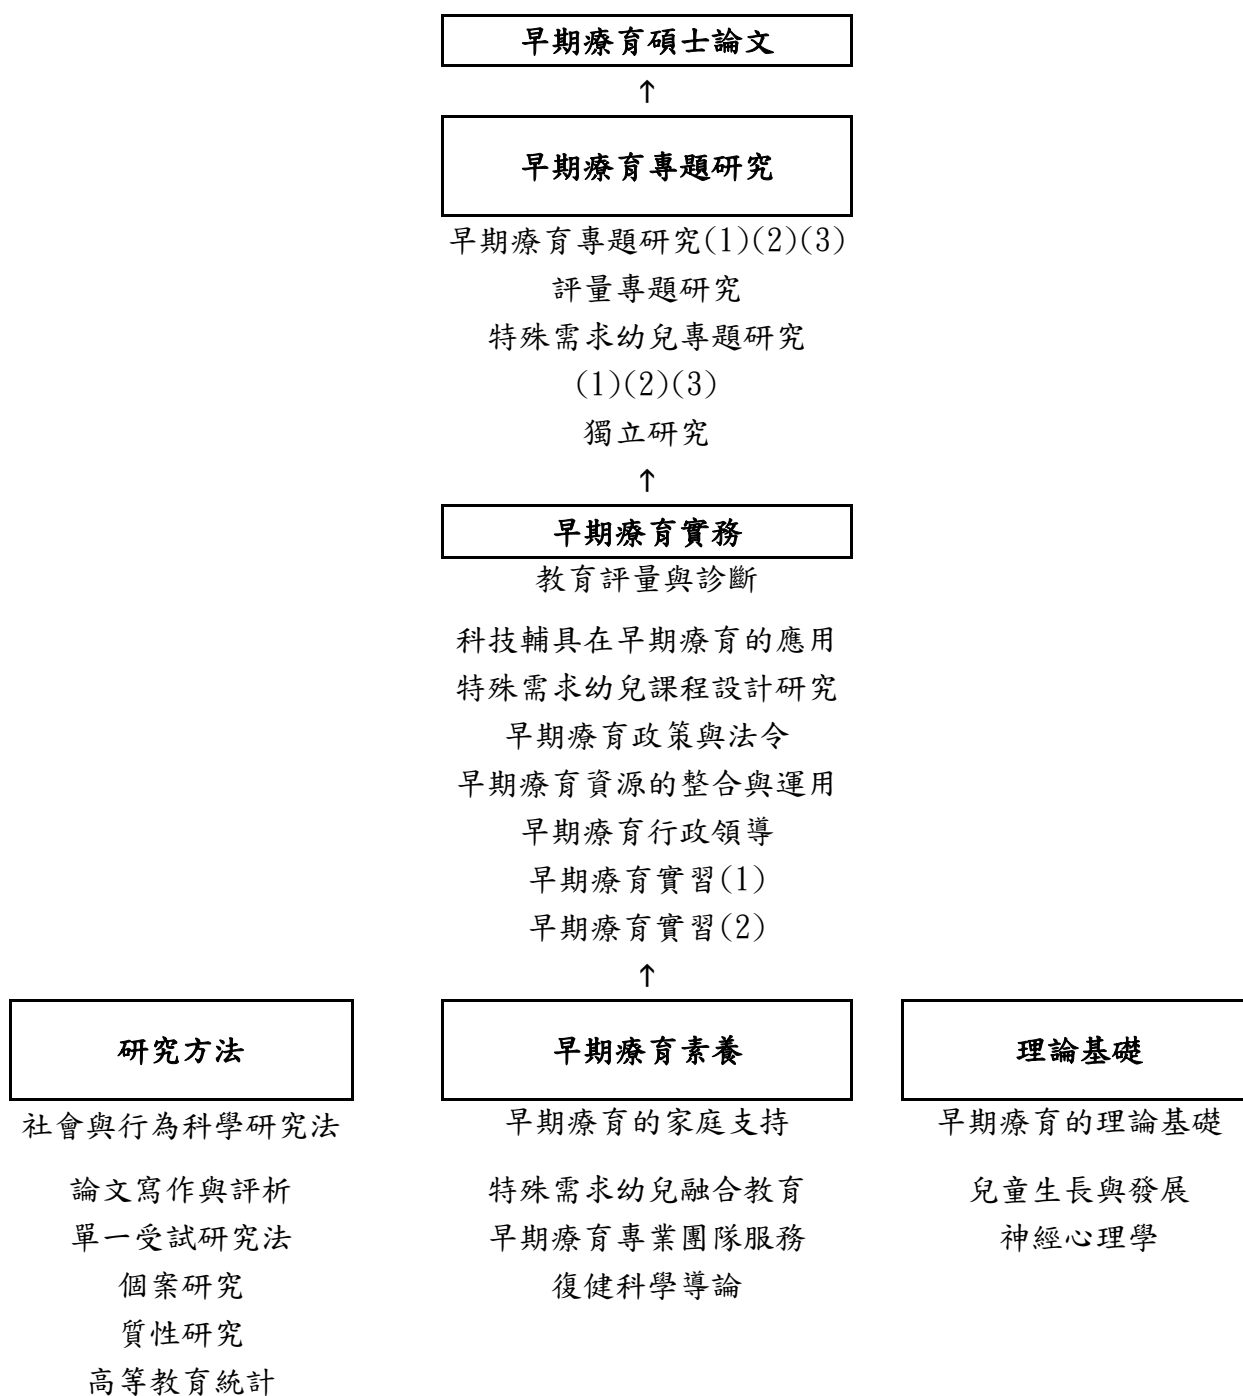 早期療育碩士論文
↑
早期療育專題研究
早期療育專題研究(1)(2)(3)
評量專題研究
特殊需求幼兒專題研究
(1)(2)(3)
獨立研究
↑
早期療育實務
教育評量與診斷
科技輔具在早期療育的應用
特殊需求幼兒課程設計研究
早期療育政策與法令
早期療育資源的整合與運用
早期療育行政領導
早期療育實習(1)
早期療育實習(2)
↑
研究方法
社會與行為科學研究法
論文寫作與評析
單一受試研究法
個案研究
質性研究
高等教育統計
早期療育素養
早期療育的家庭支持
特殊需求幼兒融合教育
早期療育專業團隊服務
復健科學導論
理論基礎
早期療育的理論基礎
兒童生長與發展
神經心理學